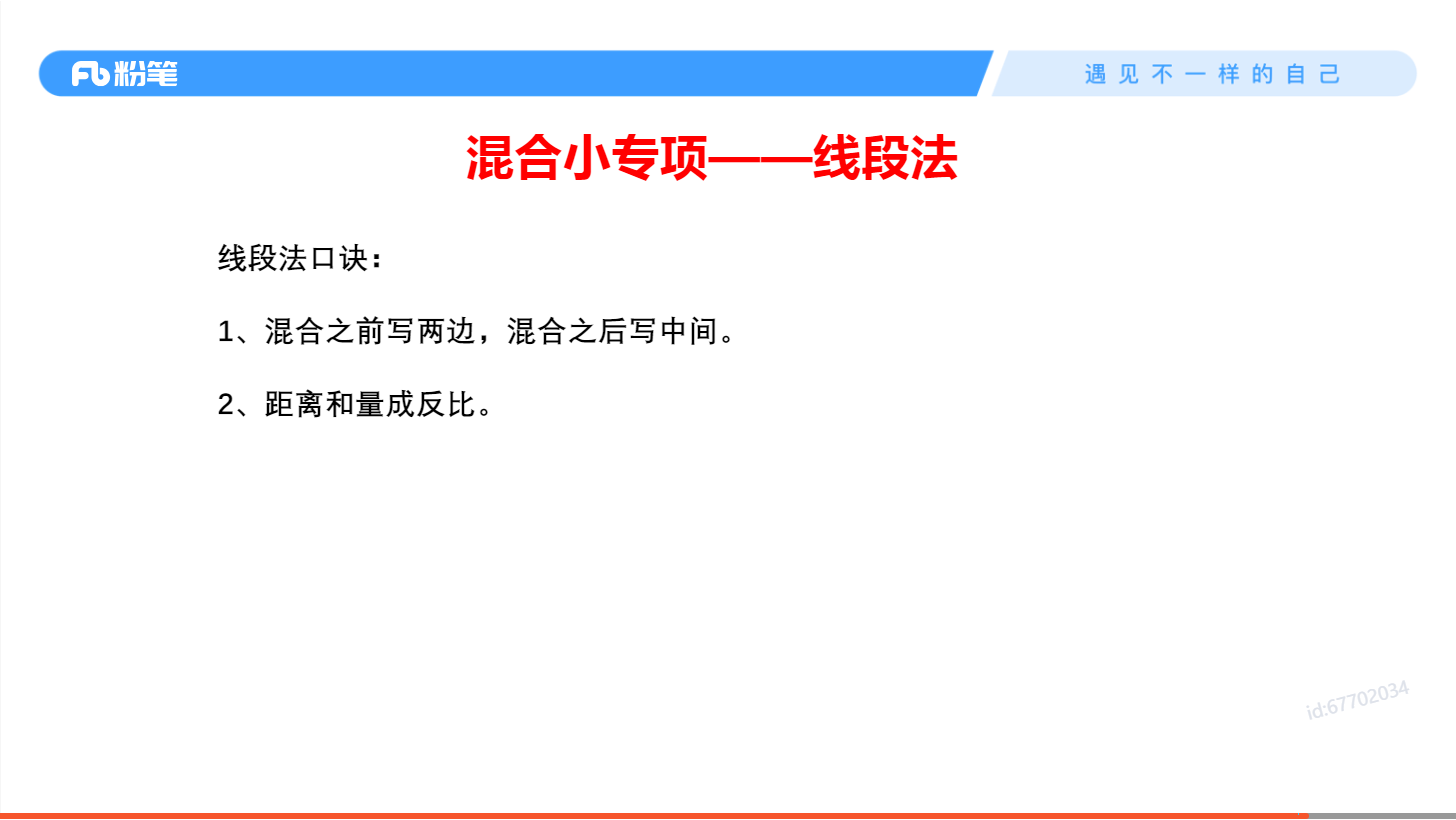 粉笔
遇见不一样的自己
混合小专项——线段法
线段法口诀：
1、混合之前写两边，混合之后写中间。
2、距离和量成反比。
id:67702034